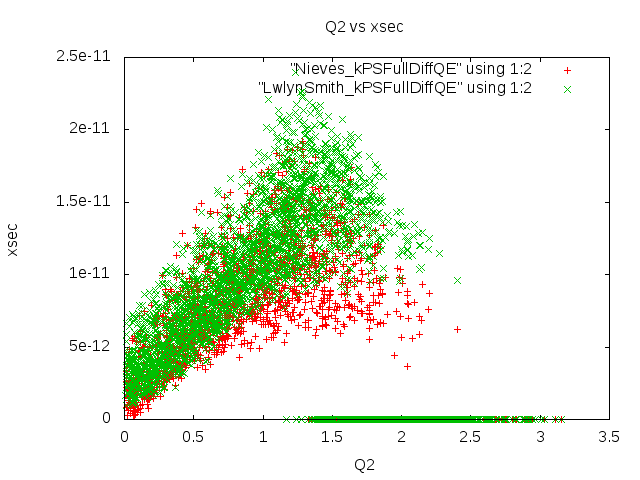 Q2 vs xsec
"Nieves_kPSFullDiffQE" using 1:2
"LwlynSmith_kPSFullDiffQE" using 1:2
2.5e-11
2e-11
1.5e-11
1e-11
5e-12
0
xsec
0 0.5 1 1.5 2 2.5 3 3.5
Q2